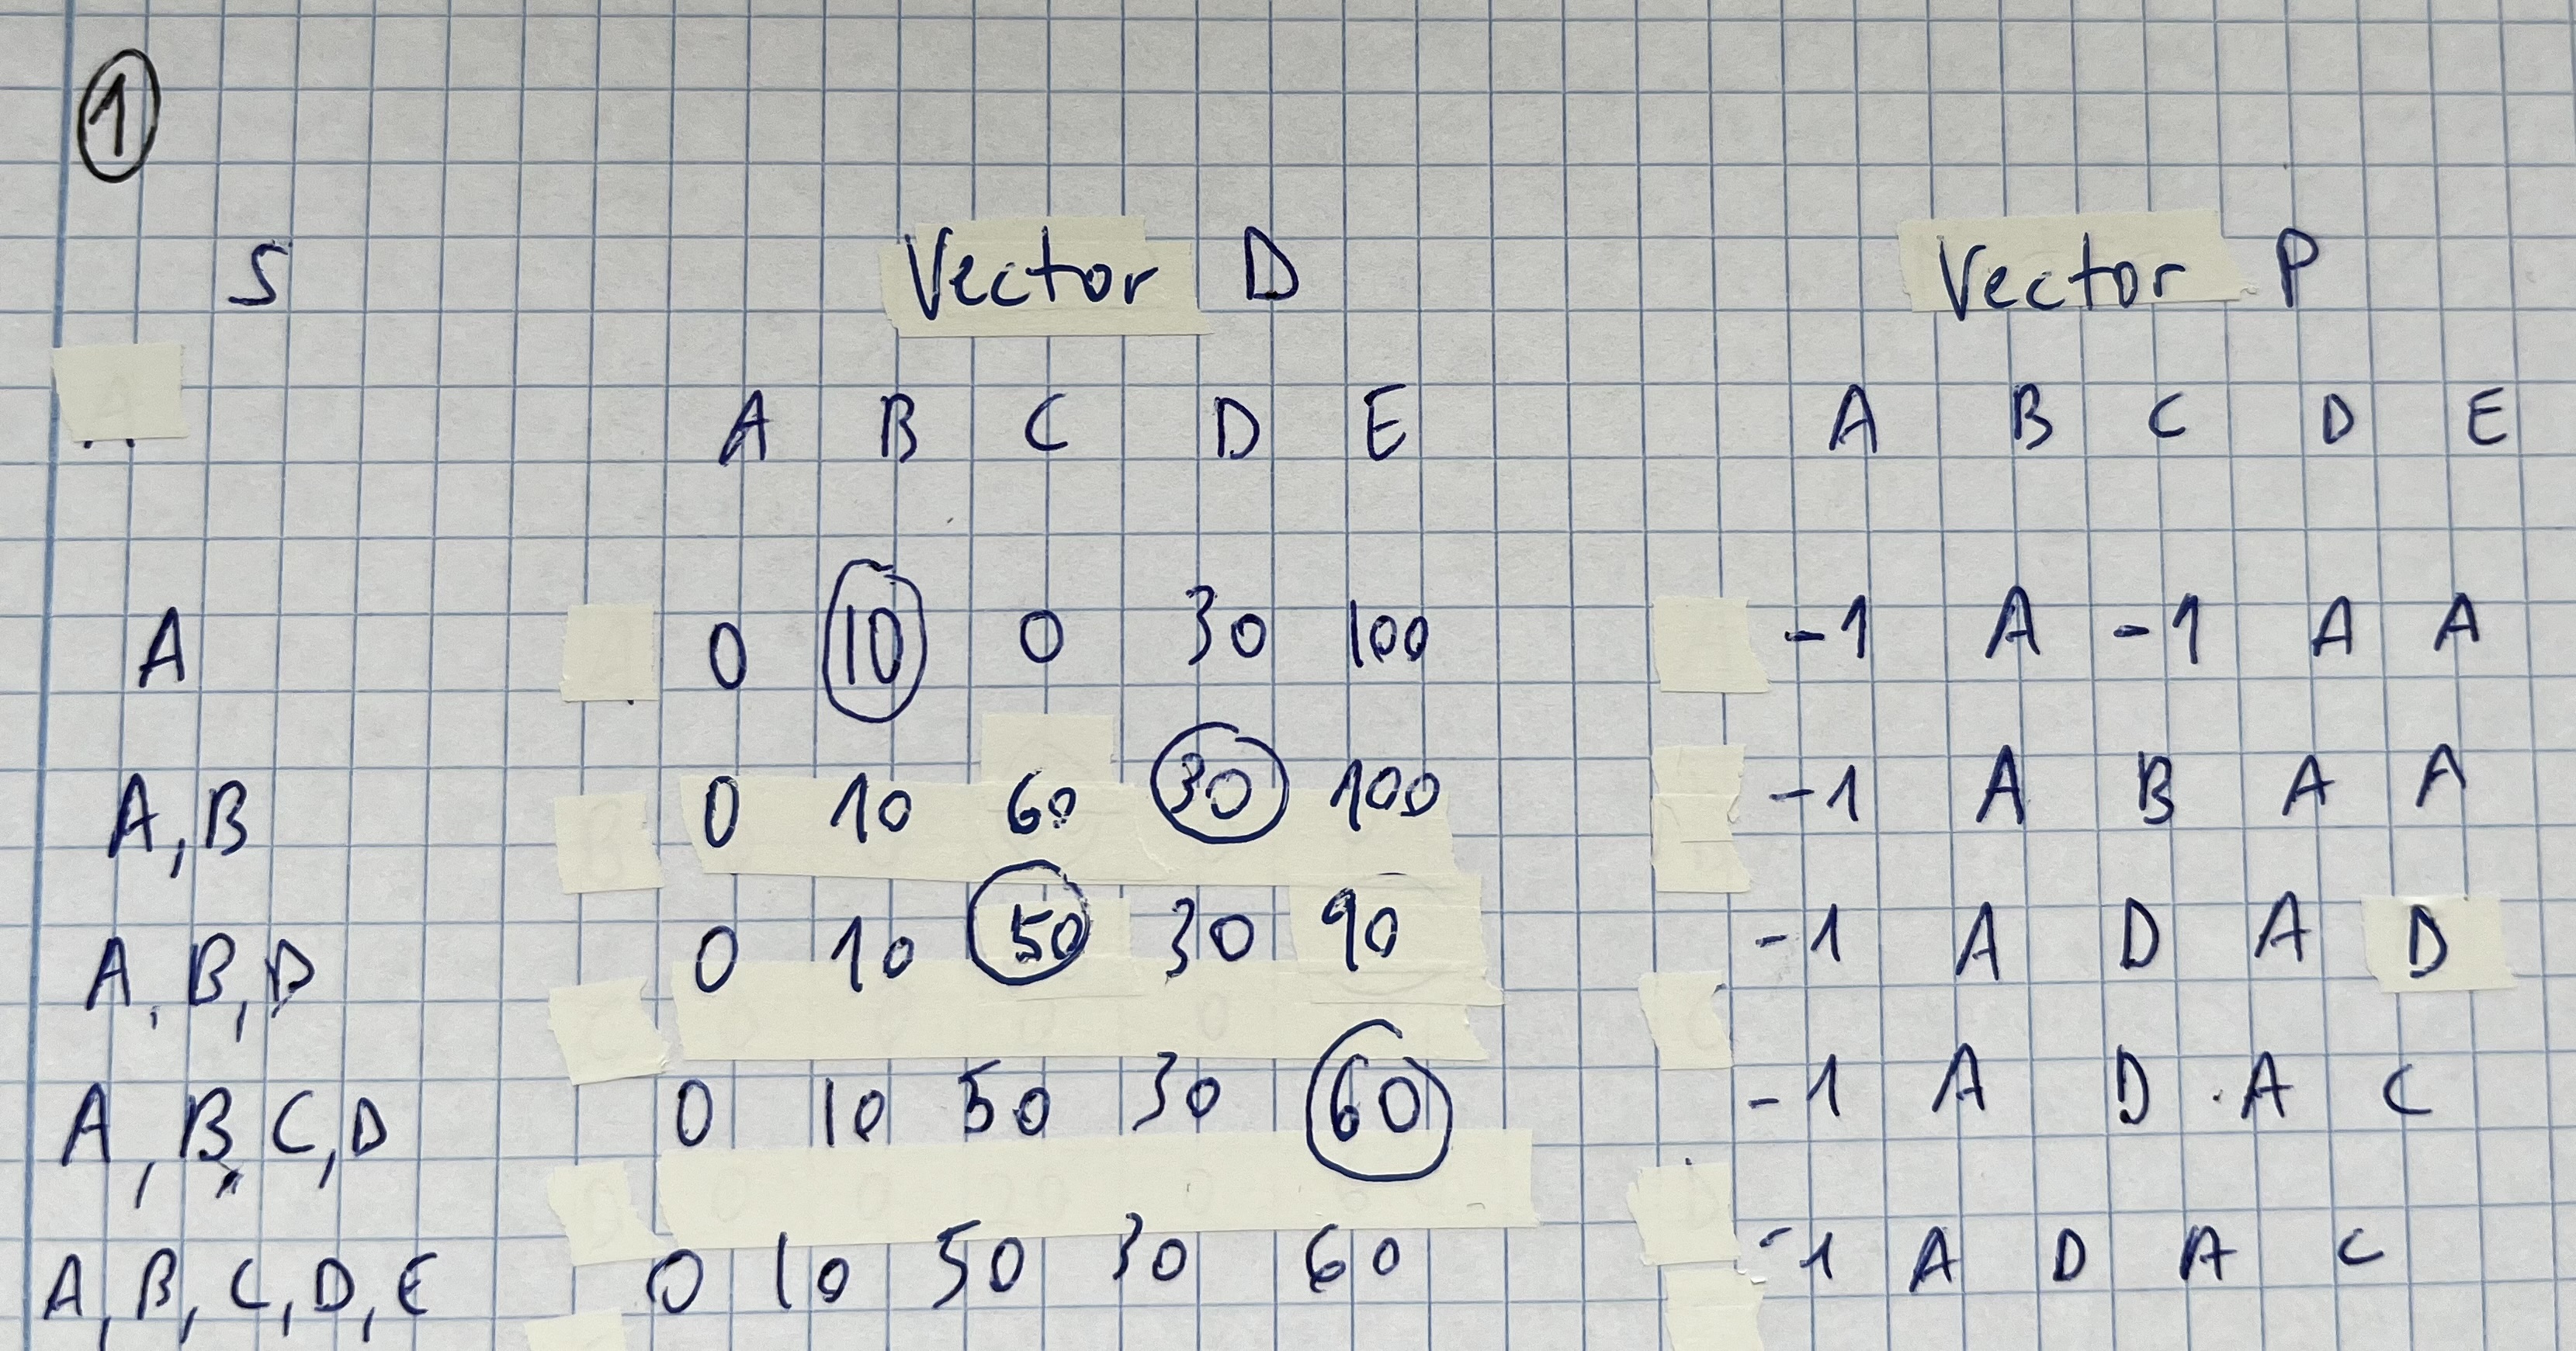 1
S Vector D Vector P
A B C D E A B C D E
A 0 10 0 30 100 -1 A -1 A A
A, B 0 10 60 30 100 -1 A B A A
A, B, D 0 10 50 30 90 -1 A D A D
A, B, C, D 0 10 50 30 60 -1 A D A C
A, B, C, D, E 0 10 50 30 60 -1 A D A C